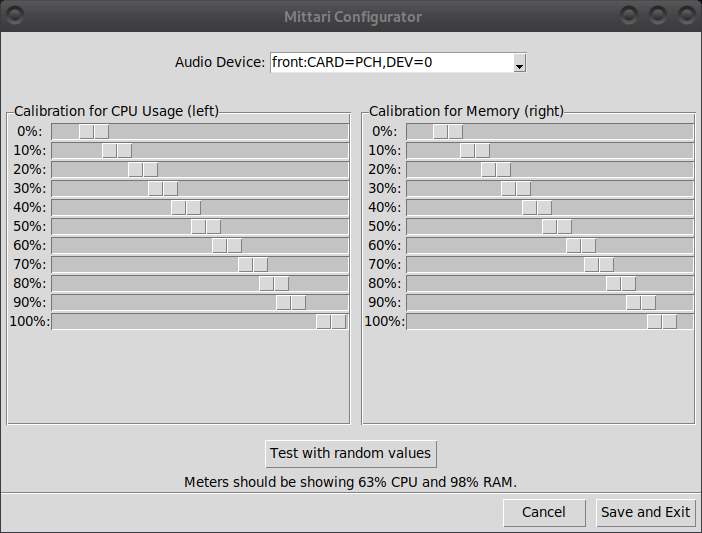 Mittari Configurator
Audio Device: front:CARD=PCH,DEV=0
Calibration for CPU Usage (left)
0%:
10%:
20%:
30%:
40%:
50%:
60%:
70%:
80%:
90%:
100%:
Calibration for Memory (right)
0%:
10%:
20%:
30%:
40%:
50%:
60%:
70%:
80%:
90%:
100%:
Test with random values
Meters should be showing 63% CPU and 98% RAM.
Cancel
Save and Exit